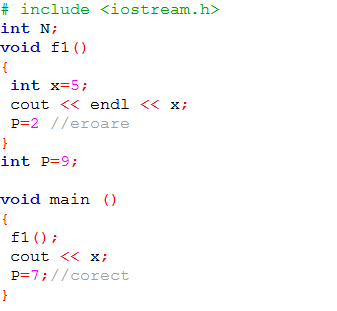 # include <iostream.h>
int N;
void f1()
{
int x=5;
cout << endl << x;
P=2 //eroare
}
int P=9;
void main ()
{
f1();
cout << x;
P=7;//corect
}